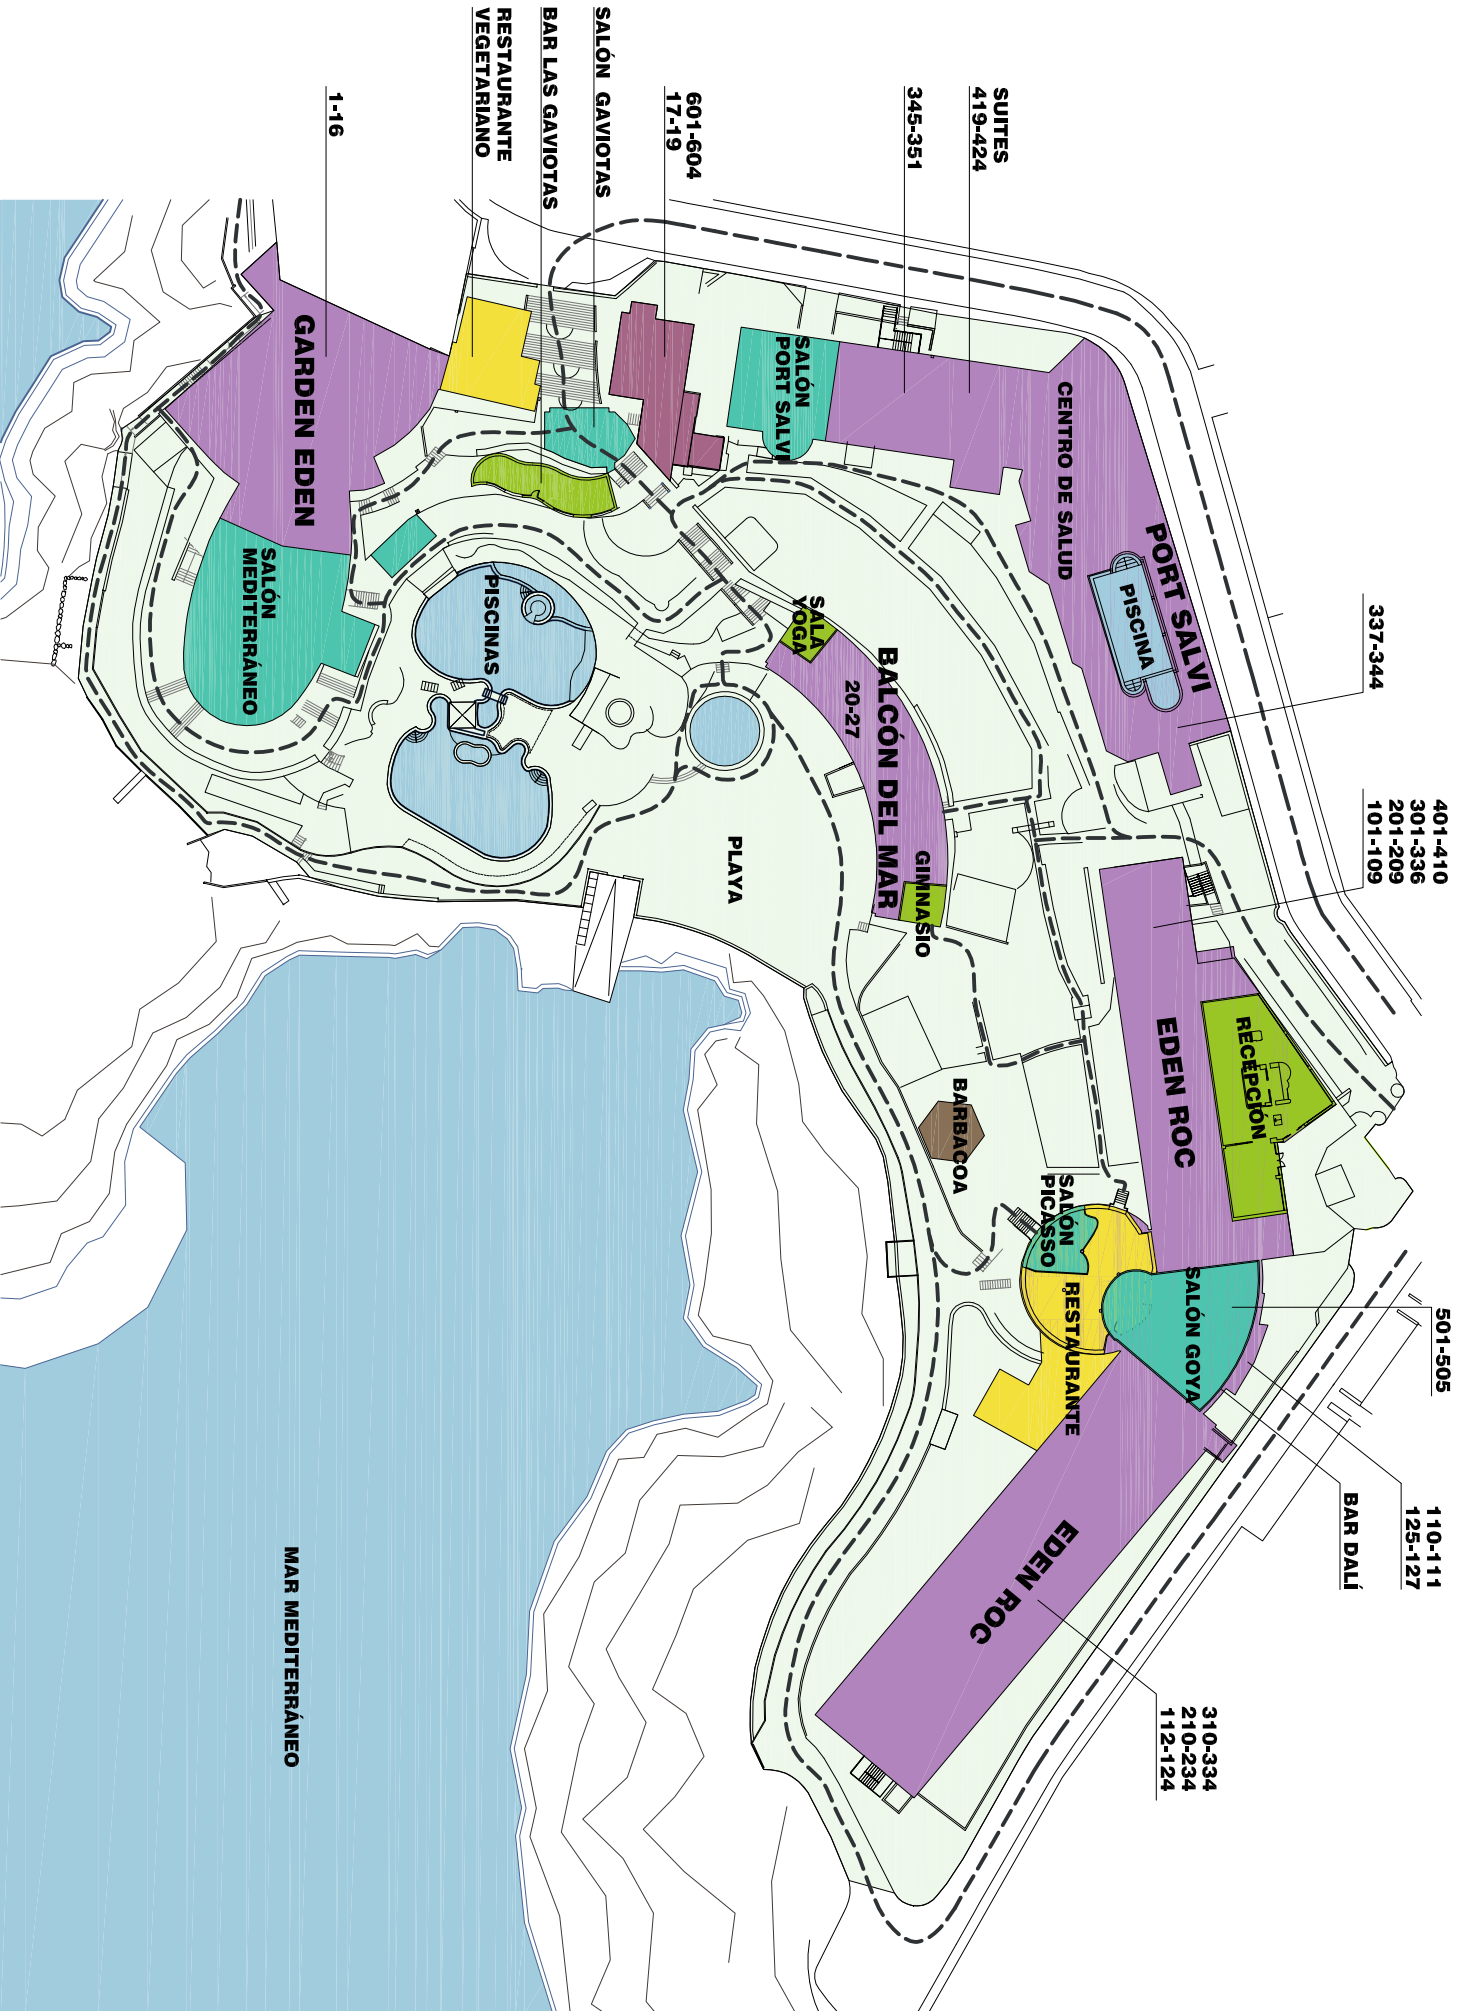 401-410
301-336
201-209
101-109
501-505
110-111
125-127
BAR DALÍ
337-344
310-334
210-234
112-124
SUITES
419-424
345-351
601-604
17-19
SALÓN GAVIOTAS
BAR LAS GAVIOTAS
RESTAURANTE
VEGETARIANO
1-16
PORT SALVI
PISCINA
CENTRO DE SALUD
SALÓN
PORT SALVI
RECEPCIÓN
EDEN ROC
SALÓN GOYA
SALÓN
PICASSO
RESTAURANTE
EDEN ROC
BARBACOA
GIMNASIO
BALCÓN DEL MAR
20-27
SALA
YOGA
PLAYA
PISCINAS
GARDEN EDEN
SALÓN
MEDITERRÁNEO
MAR MEDITERRÁNEO